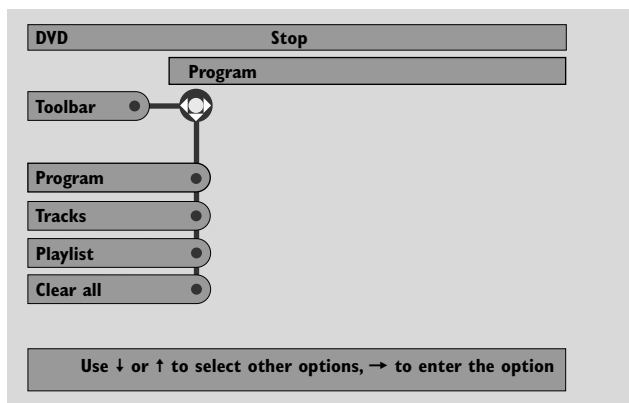 DVD Stop
Program
Toolbar
Program
Tracks
Playlist
Clear all
Use ↓ or ↑ to select other options, → to enter the option